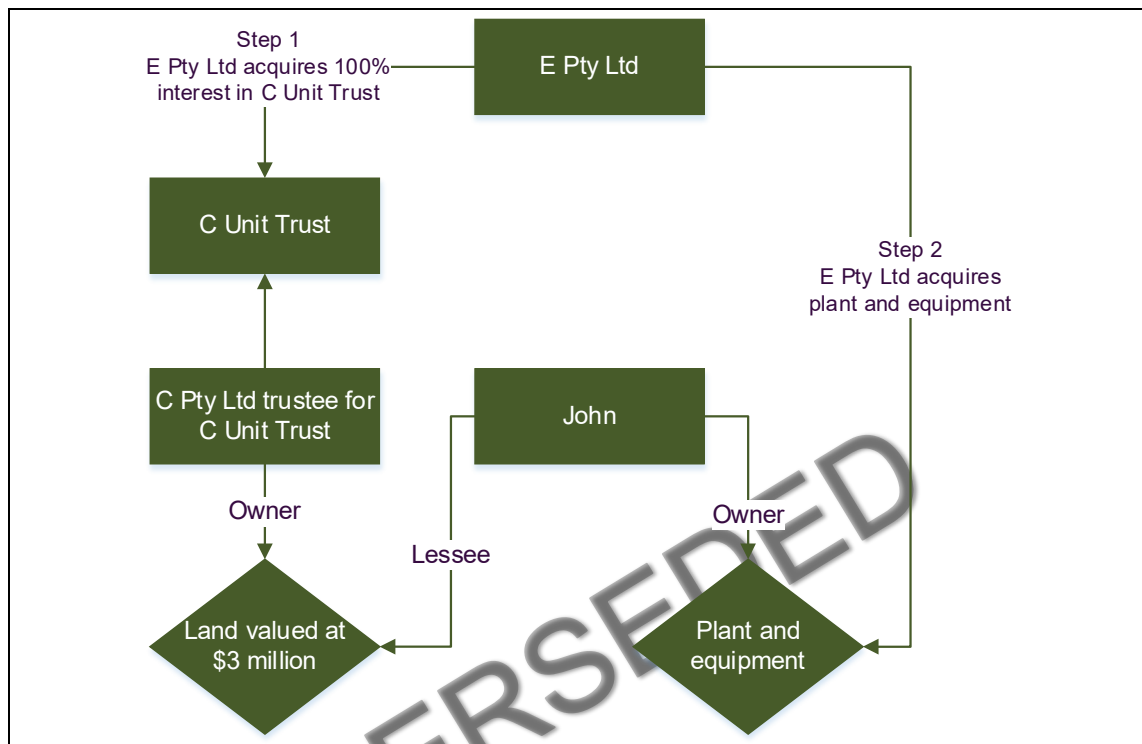 Step 1
E Pty Ltd acquires 100%
interest in C Unit Trust
E Pty Ltd
C Unit Trust
Step 2
E Pty Ltd acquires
plant and equipment
C Pty Ltd trustee for
C Unit Trust
John
Owner
Lessee
Owner
Land valued at
$3 million
Plant and
equipment
ERSEDED